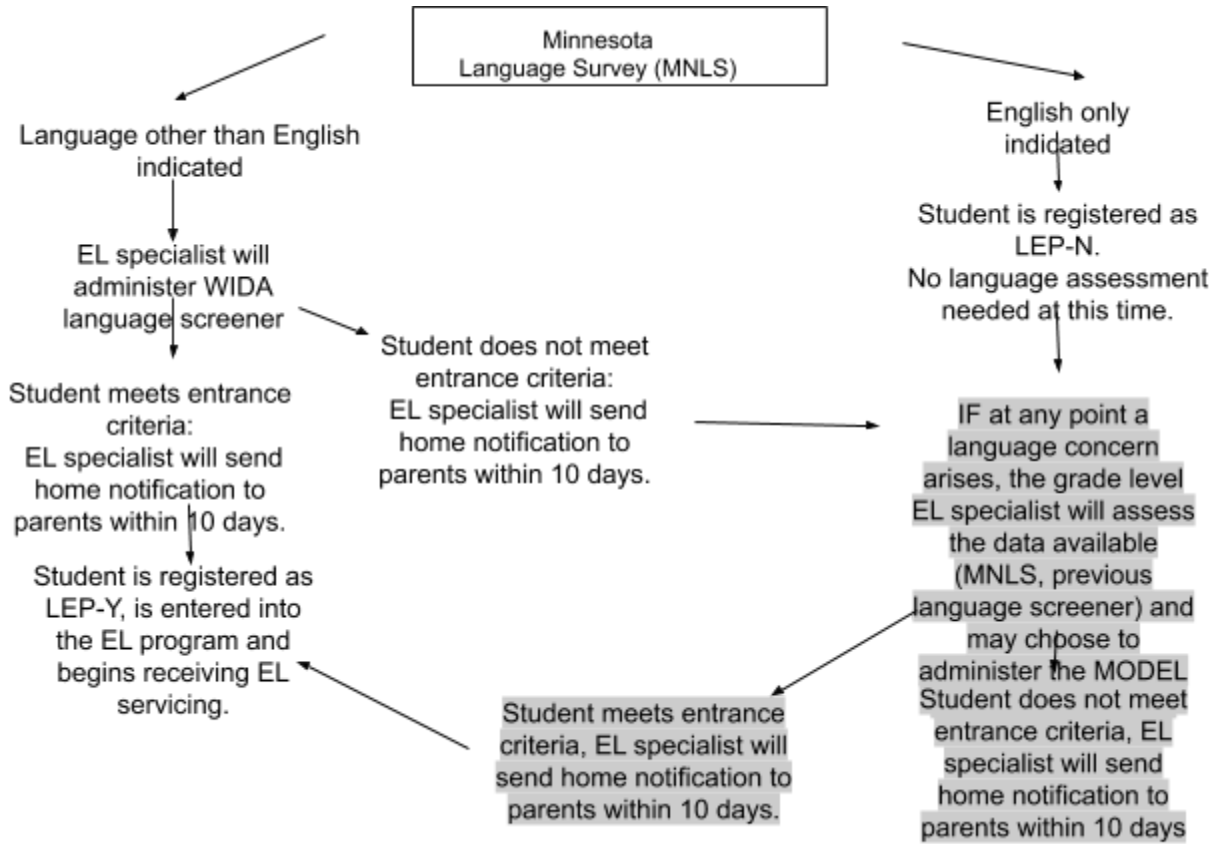 Minnesota
Language Survey (MNLS)
Language other than English
indicated
English only
indicated
EL specialist will
administer WIDA
language screener
Student is registered as
LEP-N.
No language assessment
needed at this time.
Student does not meet
entrance criteria:
EL specialist will send
home notification to
parents within 10 days.
Student meets entrance
criteria:
EL specialist will send
home notification to
parents within 10 days.
IF at any point a
language concern
arises, the grade level
EL specialist will assess
the data available
(MNLS, previous
language screener) and
may choose to
administer the MODEL
Student is registered as
LEP-Y, is entered into
the EL program and
begins receiving EL
servicing.
Student meets entrance
criteria, EL specialist will
send home notification to
parents within 10 days.
Student does not meet
entrance criteria, EL
specialist will send
home notification to
parents within 10 days